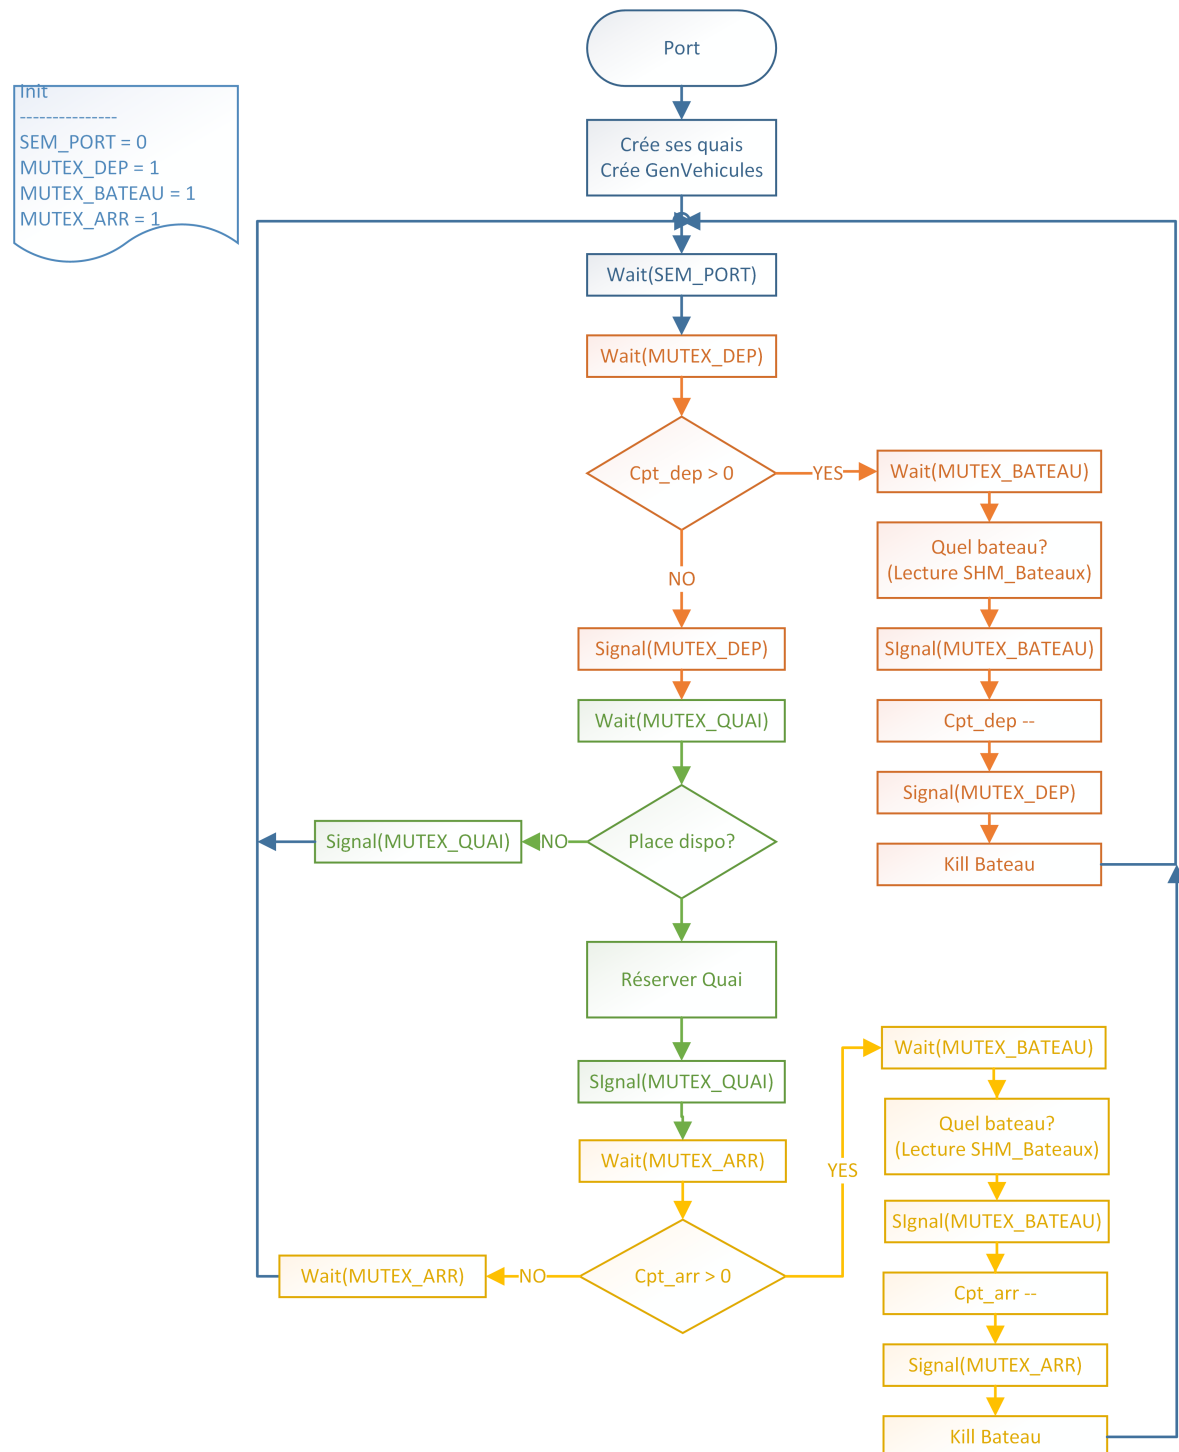 Port
Init
---------------
SEM_PORT = 0
MUTEX_DEP = 1
MUTEX_BATEAU = 1
MUTEX_ARR = 1
Crée ses quais
Crée GenVehicules
Wait(SEM_PORT)
Wait(MUTEX_DEP)
Cpt_dep > 0
YES
Wait(MUTEX_BATEAU)
Quel bateau?
(Lecture SHM_Bateaux)
SIgnal(MUTEX_BATEAU)
Cpt_dep --
Signal(MUTEX_DEP)
Kill Bateau
NO
Signal(MUTEX_DEP)
Wait(MUTEX_QUAI)
Place dispo?
NO
Signal(MUTEX_QUAI)
Réserver Quai
SIgnal(MUTEX_QUAI)
Wait(MUTEX_ARR)
Cpt_arr > 0
NO
Wait(MUTEX_ARR)
YES
Wait(MUTEX_BATEAU)
Quel bateau?
(Lecture SHM_Bateaux)
SIgnal(MUTEX_BATEAU)
Cpt_arr --
Signal(MUTEX_ARR)
Kill Bateau